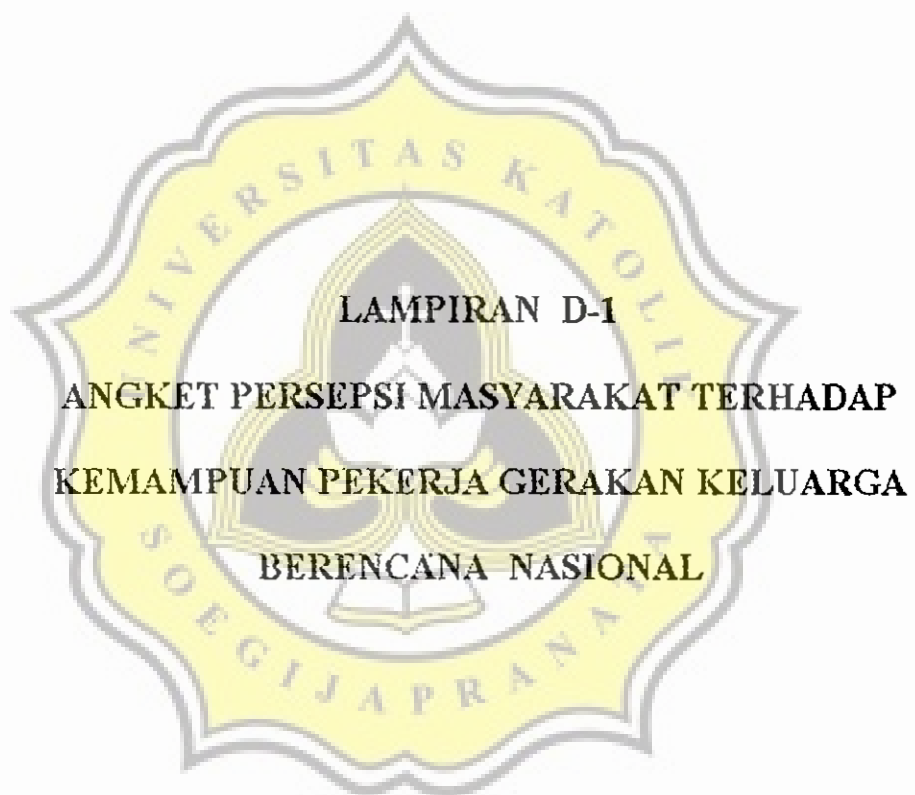 UNIVERSITAS KATOLIK
LAMPIRAN D-1
ANGKET PERSEPSI MASYARAKAT TERHADAP
KEMAMPUAN PEKERJA GERAKAN KELUARGA
BERENCANA NASIONAL
SOEGIJAPRANATA